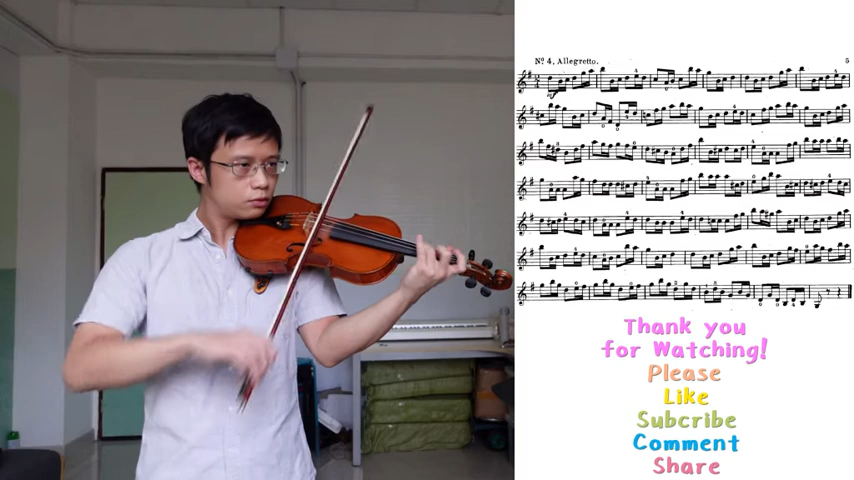 Nº 4, Allegretto. 5
Thank you
for Watching!
Please
Like
Subcribe
Comment
Share